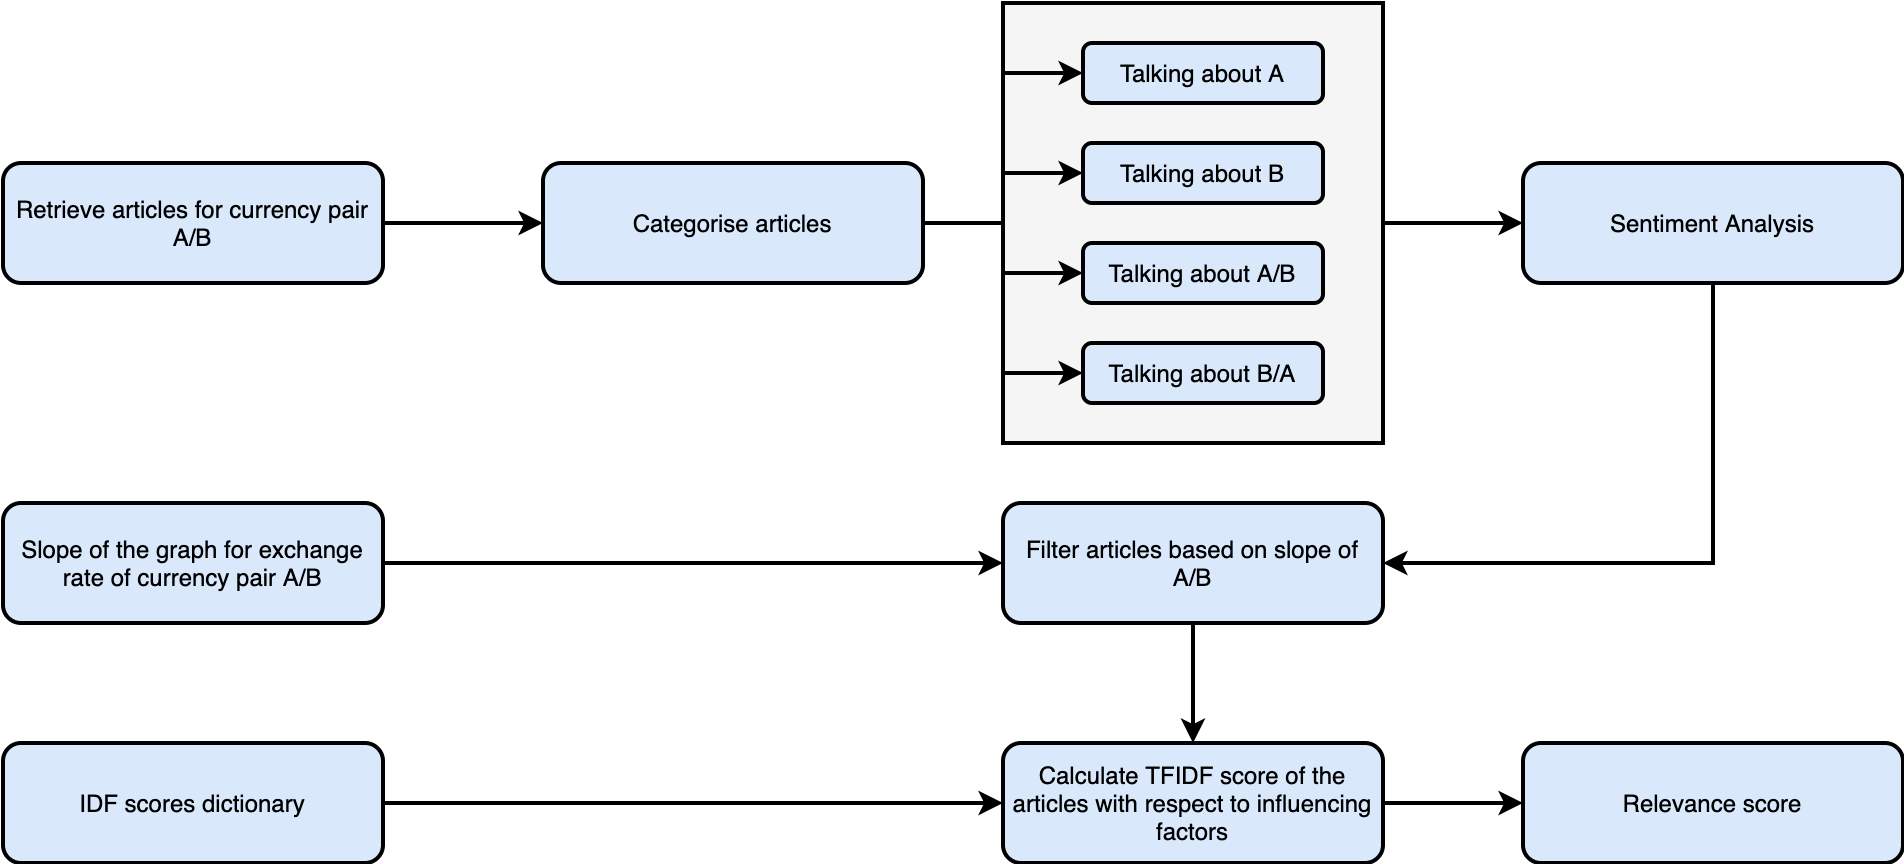 Talking about A
Talking about B
Retrieve articles for currency pair
A/B
Categorise articles
Sentiment Analysis
Talking about A/B
Talking about B/A
Slope of the graph for exchange
rate of currency pair A/B
Filter articles based on slope of
A/B
IDF scores dictionary
Calculate TFIDF score of the
articles with respect to influencing
factors
Relevance score